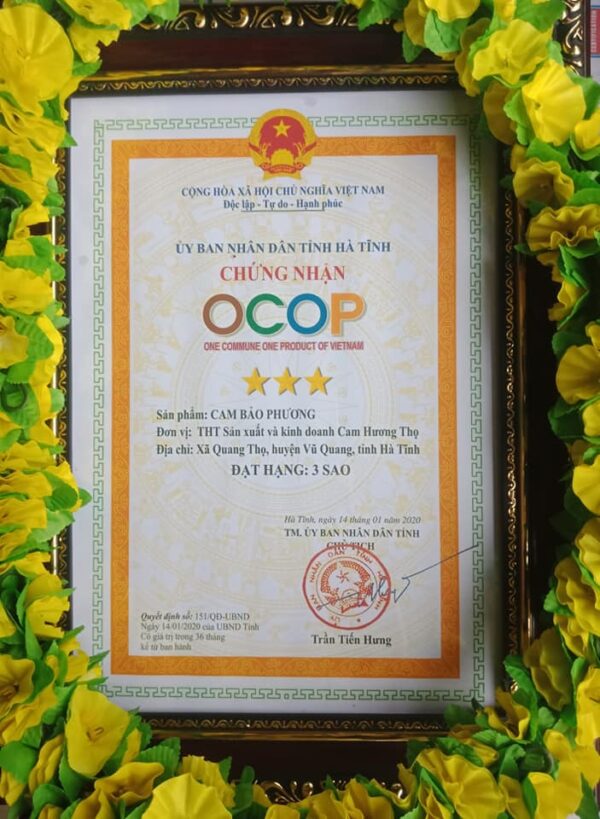 CỘNG HÒA XÃ HỘI CHỦ NGHĨA VIỆT NAM
Độc lập - Tự do - Hạnh phúc
ỦY BAN NHÂN DÂN TỈNH HÀ TĨNH
CHỨNG NHẬN
OCOP
ONE COMMUNE ONE PRODUCT OF VIETNAM
Sản phẩm: CAM BẢO PHƯƠNG
Đơn vị: THT Sản xuất và kinh doanh Cam Hương Thọ
Địa chỉ: Xã Quang Thọ, huyện Vũ Quang, tỉnh Hà Tĩnh
ĐẠT HẠNG: 3 SAO
Hà Tĩnh, ngày 14 tháng 01 năm 2020
TM. ỦY BAN NHÂN DÂN TỈNH
CHỦ TỊCH
Quyết định số: 151/QĐ-UBND
Ngày 14/01/2020 của UBND Tỉnh
Có giá trị trong 36 tháng
kể từ ban hành
Trần Tiến Hưng